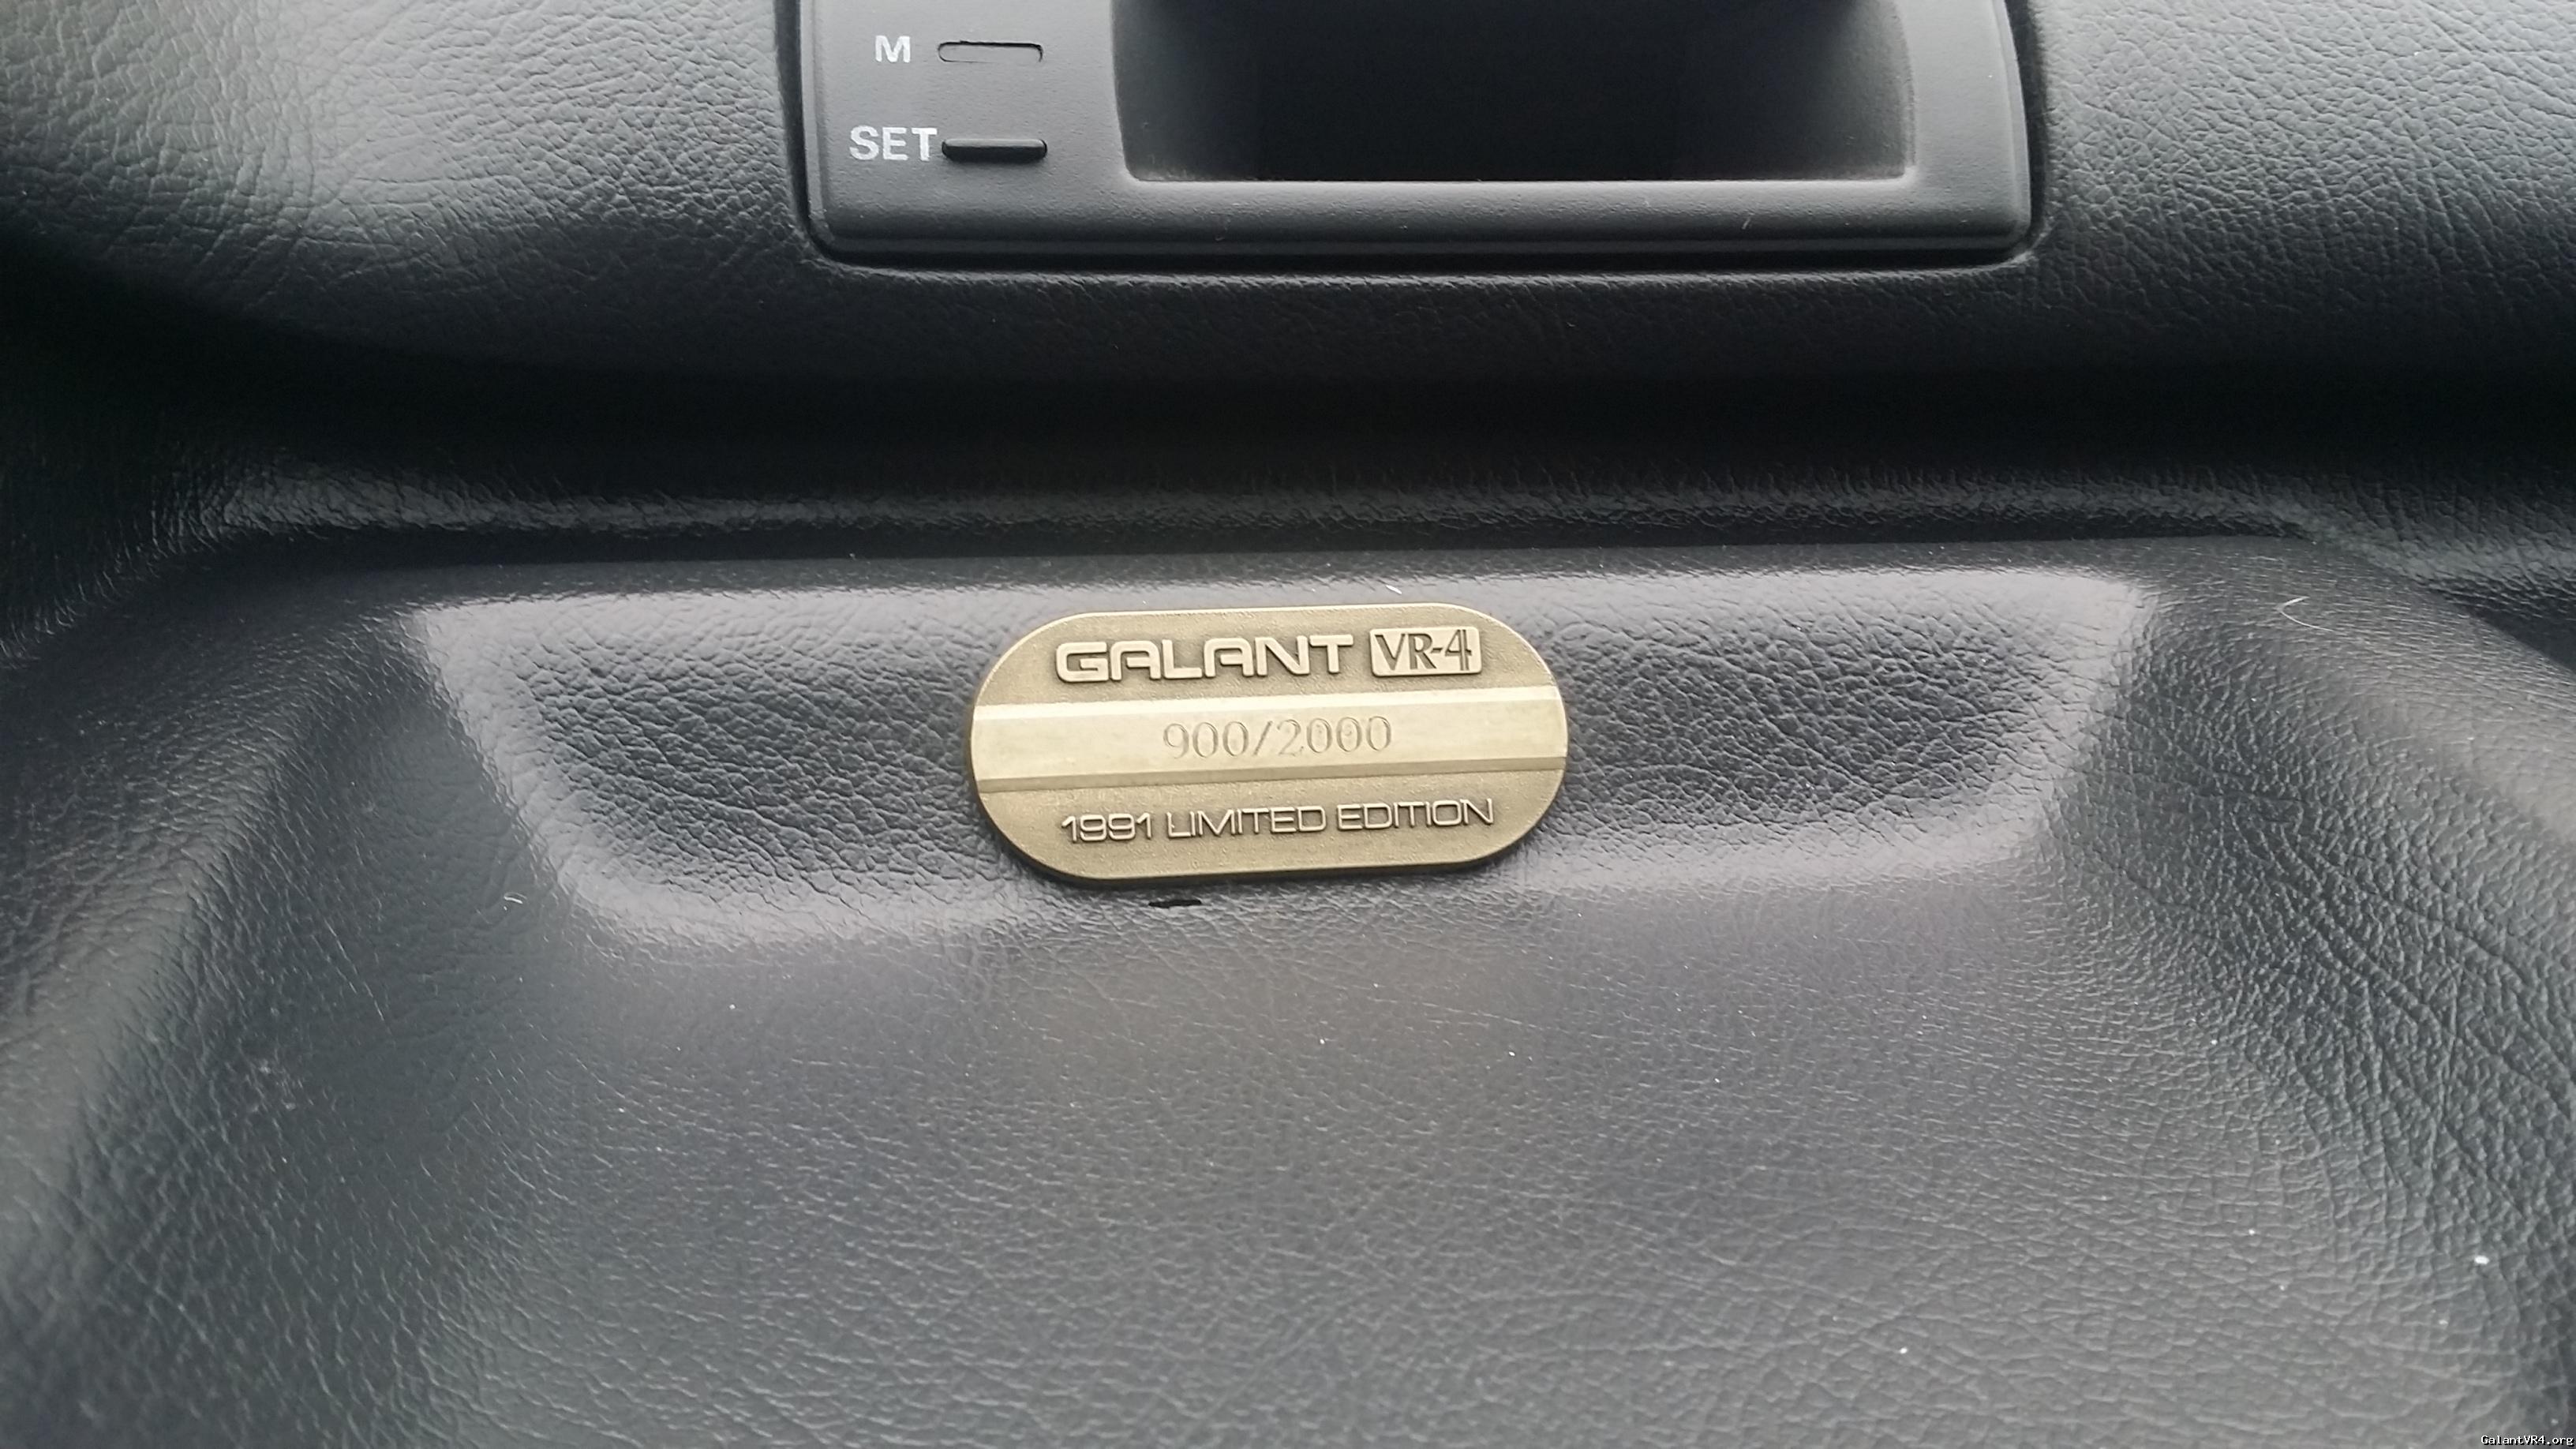 M
SET
GALANT VR-4
900/2000
1991 LIMITED EDITION
GalantVR4.org